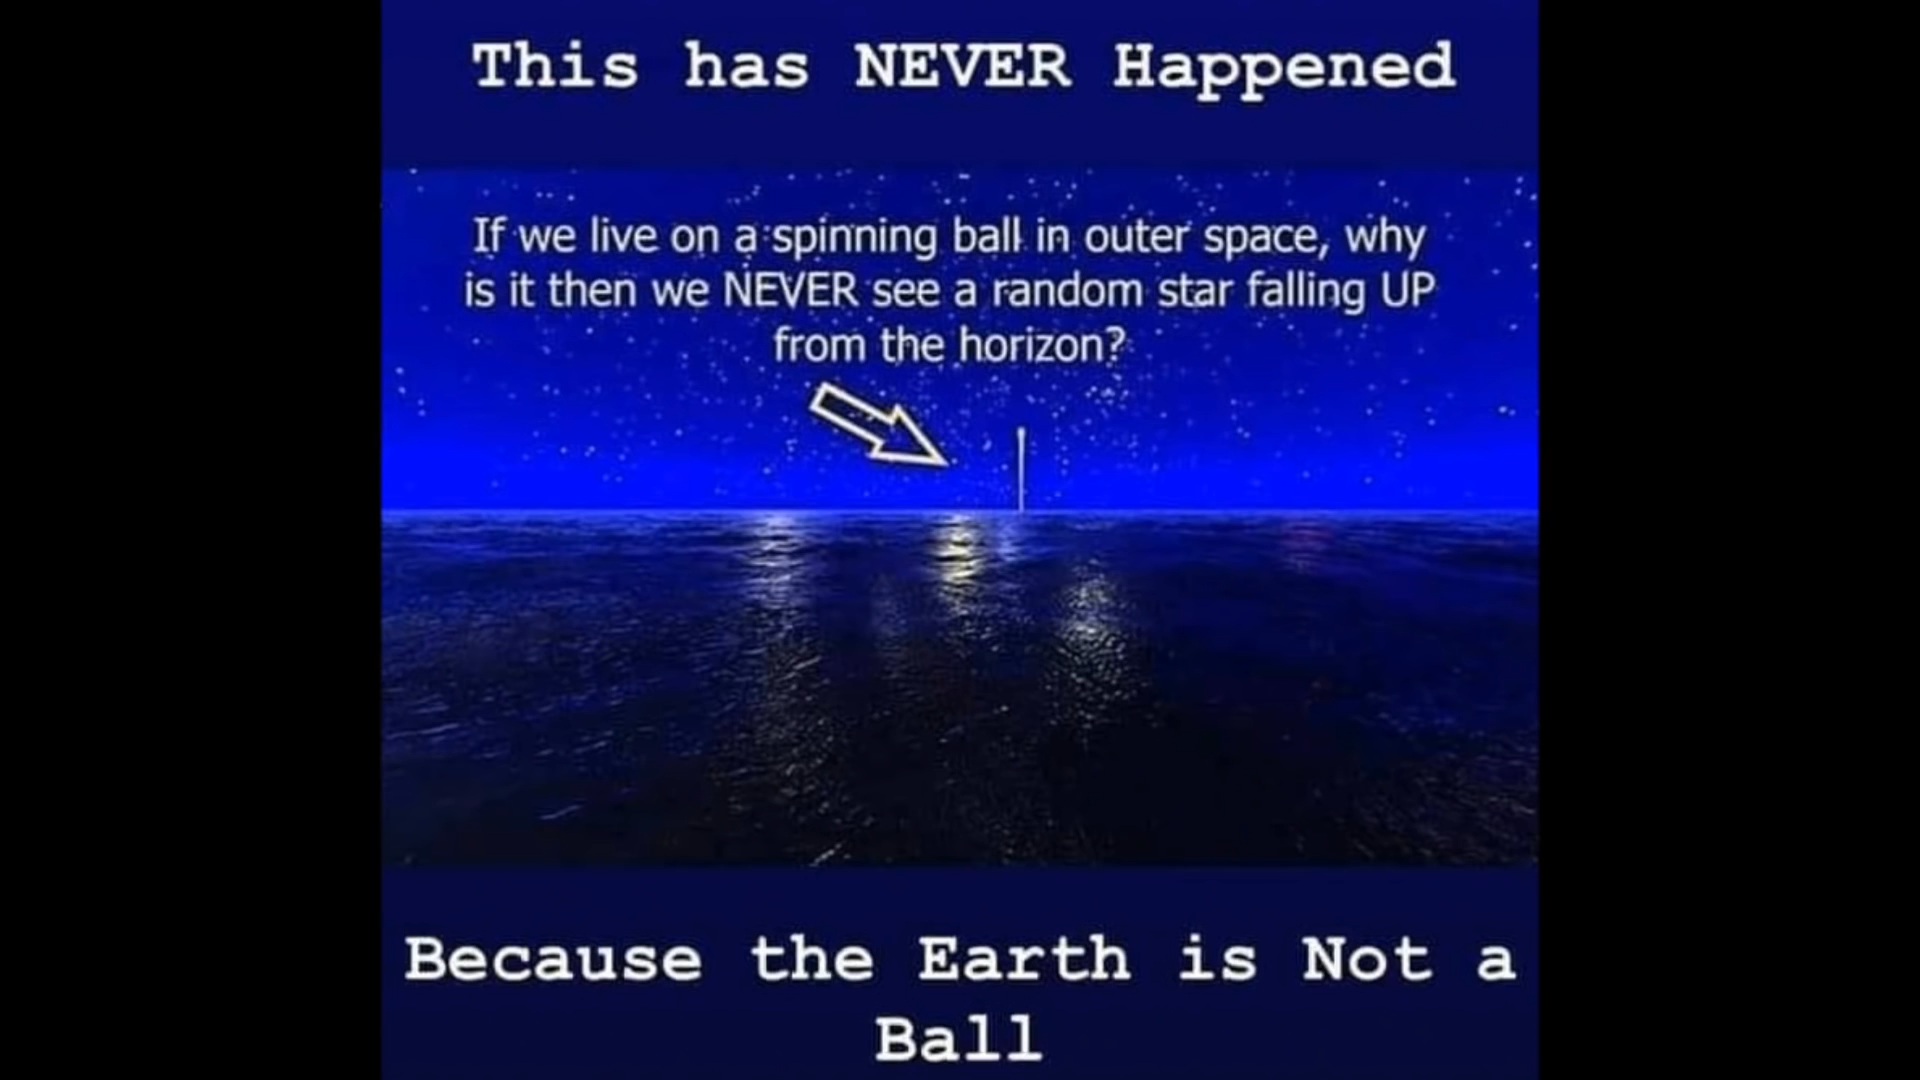 This has NEVER Happened
If we live on a spinning ball in outer space, why
is it then we NEVER see a random star falling UP
from the horizon?
Because the Earth is Not a
Ball